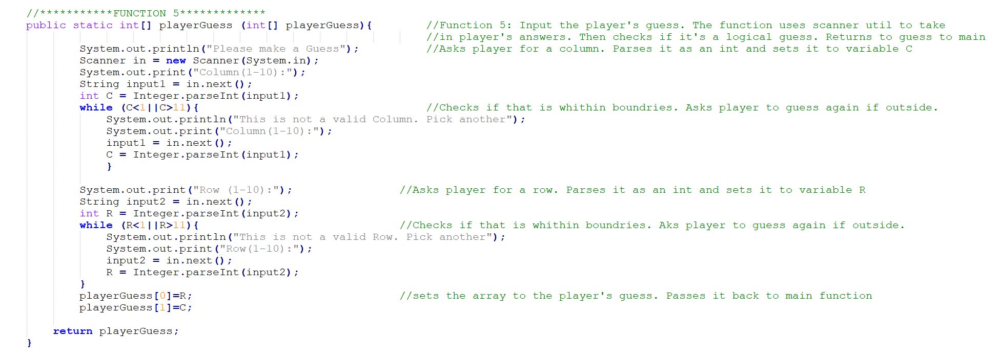 //***********FUNCTION 5*************
public static int[] playerGuess (int[] playerGuess){ //Function 5: Input the player's guess. The function uses scanner util to take
//in player's answers. Then checks if it's a logical guess. Returns to guess to main
System.out.println("Please make a Guess"); //Asks player for a column. Parses it as an int and sets it to variable C
Scanner in = new Scanner(System.in);
System.out.print("Column(1-10):");
String input1 = in.next();
int C = Integer.parseInt(input1);
while (C<1||C>11){ //Checks if that is whithin boundries. Asks player to guess again if outside.
System.out.println("This is not a valid Column. Pick another");
System.out.print("Column(1-10):");
input1 = in.next();
C = Integer.parseInt(input1);
}
System.out.print("Row (1-10):"); //Asks player for a row. Parses it as an int and sets it to variable R
String input2 = in.next();
int R = Integer.parseInt(input2);
while (R<1||R>11){ //Checks if that is whithin boundries. Aks player to guess again if outside.
System.out.println("This is not a valid Row. Pick another");
System.out.print("Row(1-10):");
input2 = in.next();
R = Integer.parseInt(input2);
}
playerGuess[0]=R; //sets the array to the player's guess. Passes it back to main function
playerGuess[1]=C;
return playerGuess;
}